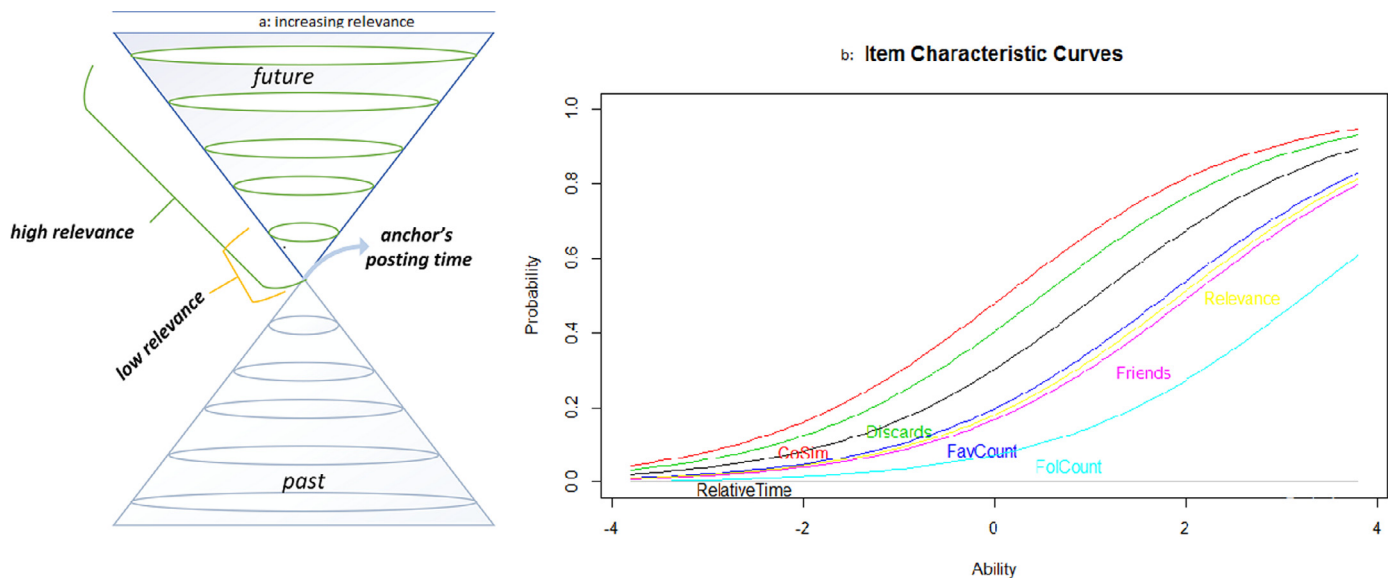 a: increasing relevance
future
high relevance
anchor's
posting time
low relevance
past
b: Item Characteristic Curves
Probability
1.0
0.8
0.6
0.4
0.2
0.0
Relevance
Friends
Discards
CoSim
FavCount
FolCount
RelativeTime
-4
-2
0
2
4
Ability